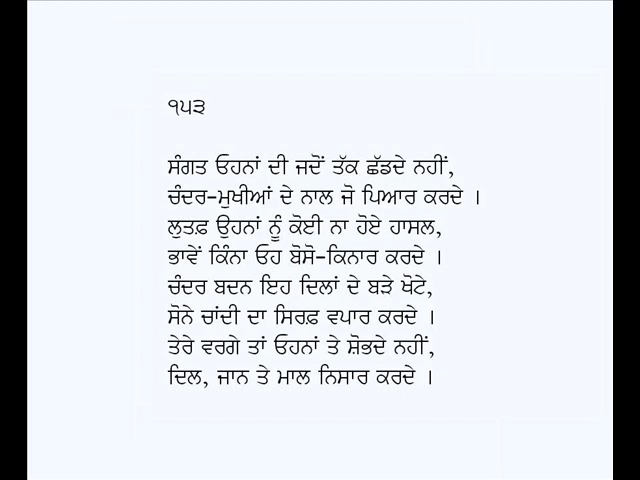 ੧੫੩
ਸੰਗਤ ਓਹਨਾਂ ਦੀ ਜਦੋਂ ਤੱਕ ਛੱਡਦੇ ਨਹੀਂ,
ਚੰਦਰ-ਮੁਖੀਆਂ ਦੇ ਨਾਲ ਜੋ ਪਿਆਰ ਕਰਦੇ ।
ਲੁਤਫ਼ ਉਹਨਾਂ ਨੂੰ ਕੋਈ ਨਾ ਹੋਏ ਹਾਸਲ,
ਭਾਵੇਂ ਕਿੰਨਾ ਓਹ ਬੋਸੋ-ਕਿਨਾਰ ਕਰਦੇ ।
ਚੰਦਰ ਬਦਨ ਇਹ ਦਿਲਾਂ ਦੇ ਬੜੇ ਖੋਟੇ,
ਸੋਨੇ ਚਾਂਦੀ ਦਾ ਸਿਰਫ਼ ਵਪਾਰ ਕਰਦੇ ।
ਤੇਰੇ ਵਰਗੇ ਤਾਂ ਓਹਨਾਂ ਤੇ ਸ਼ੋਭਦੇ ਨਹੀਂ,
ਦਿਲ, ਜਾਨ ਤੇ ਮਾਲ ਨਿਸਾਰ ਕਰਦੇ ।